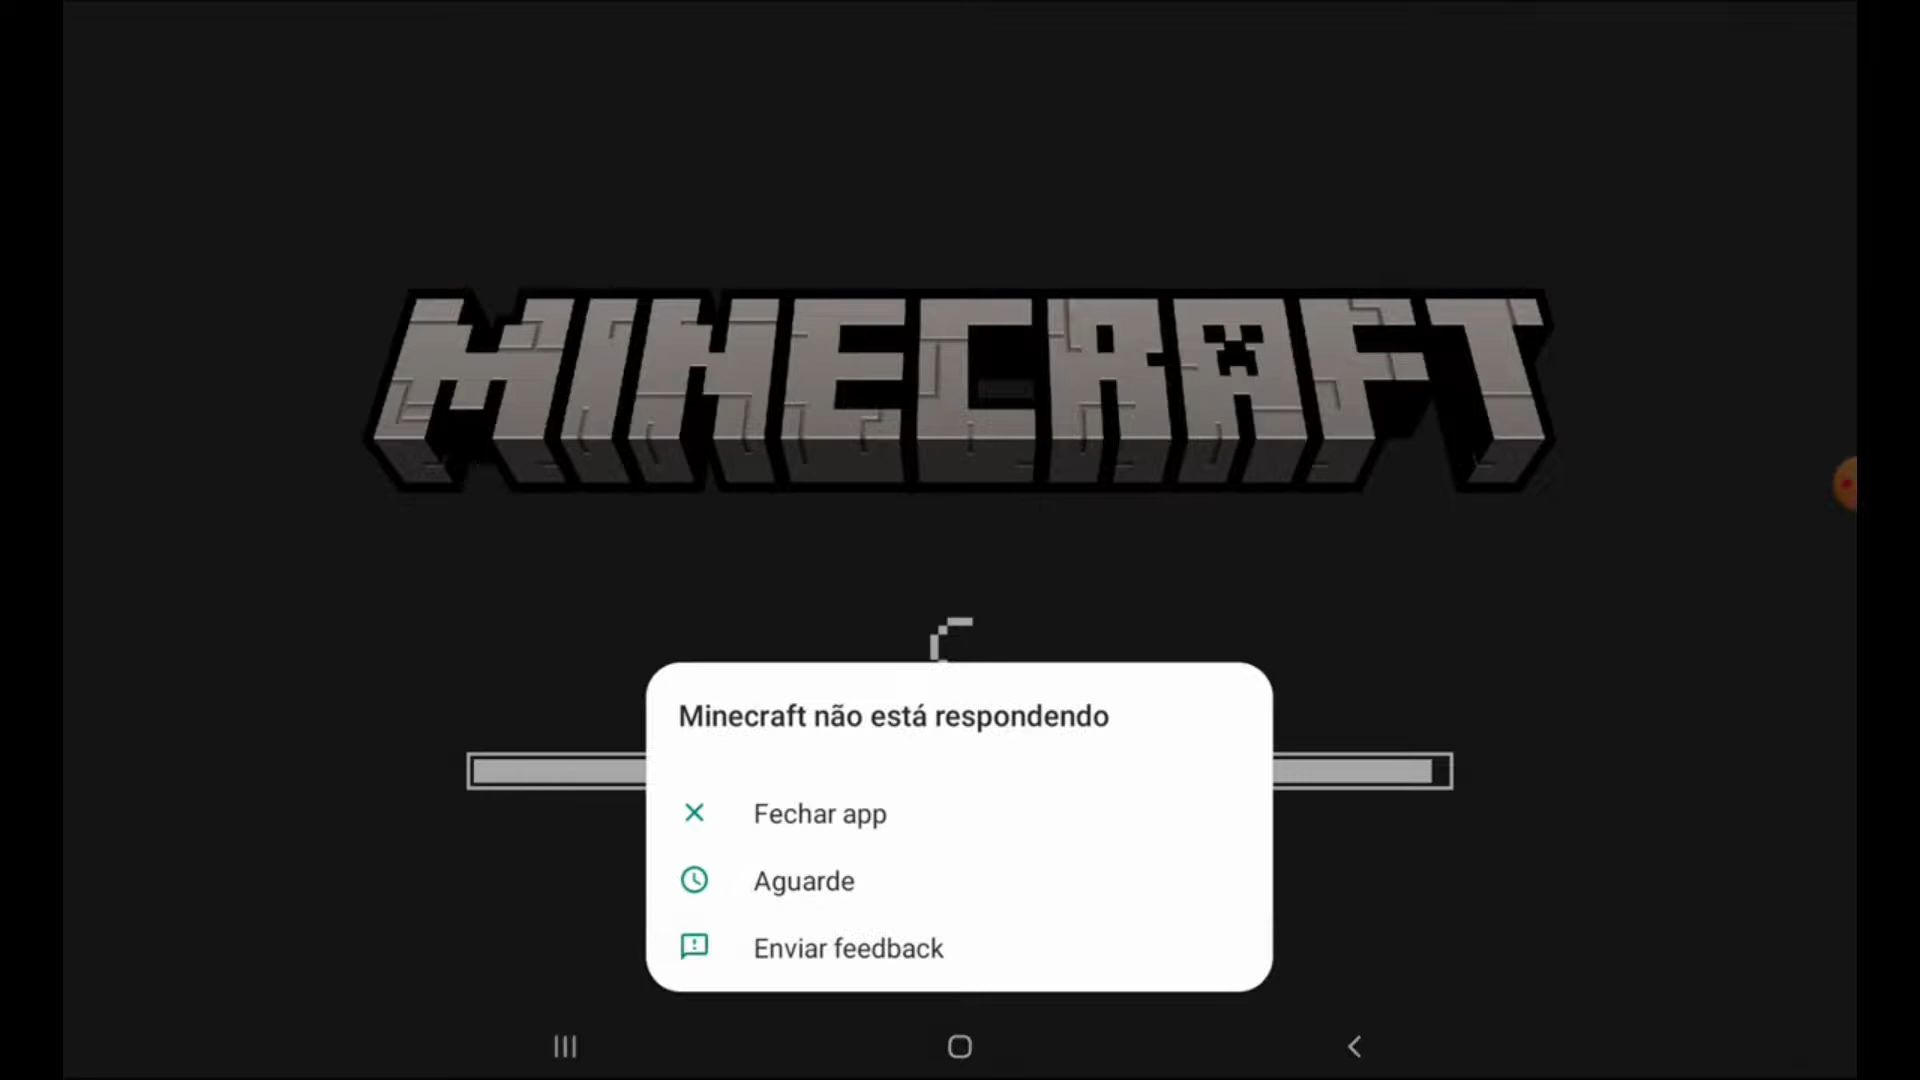 MINECRAFT
Minecraft não está respondendo
Fechar app
Aguarde
Enviar feedback